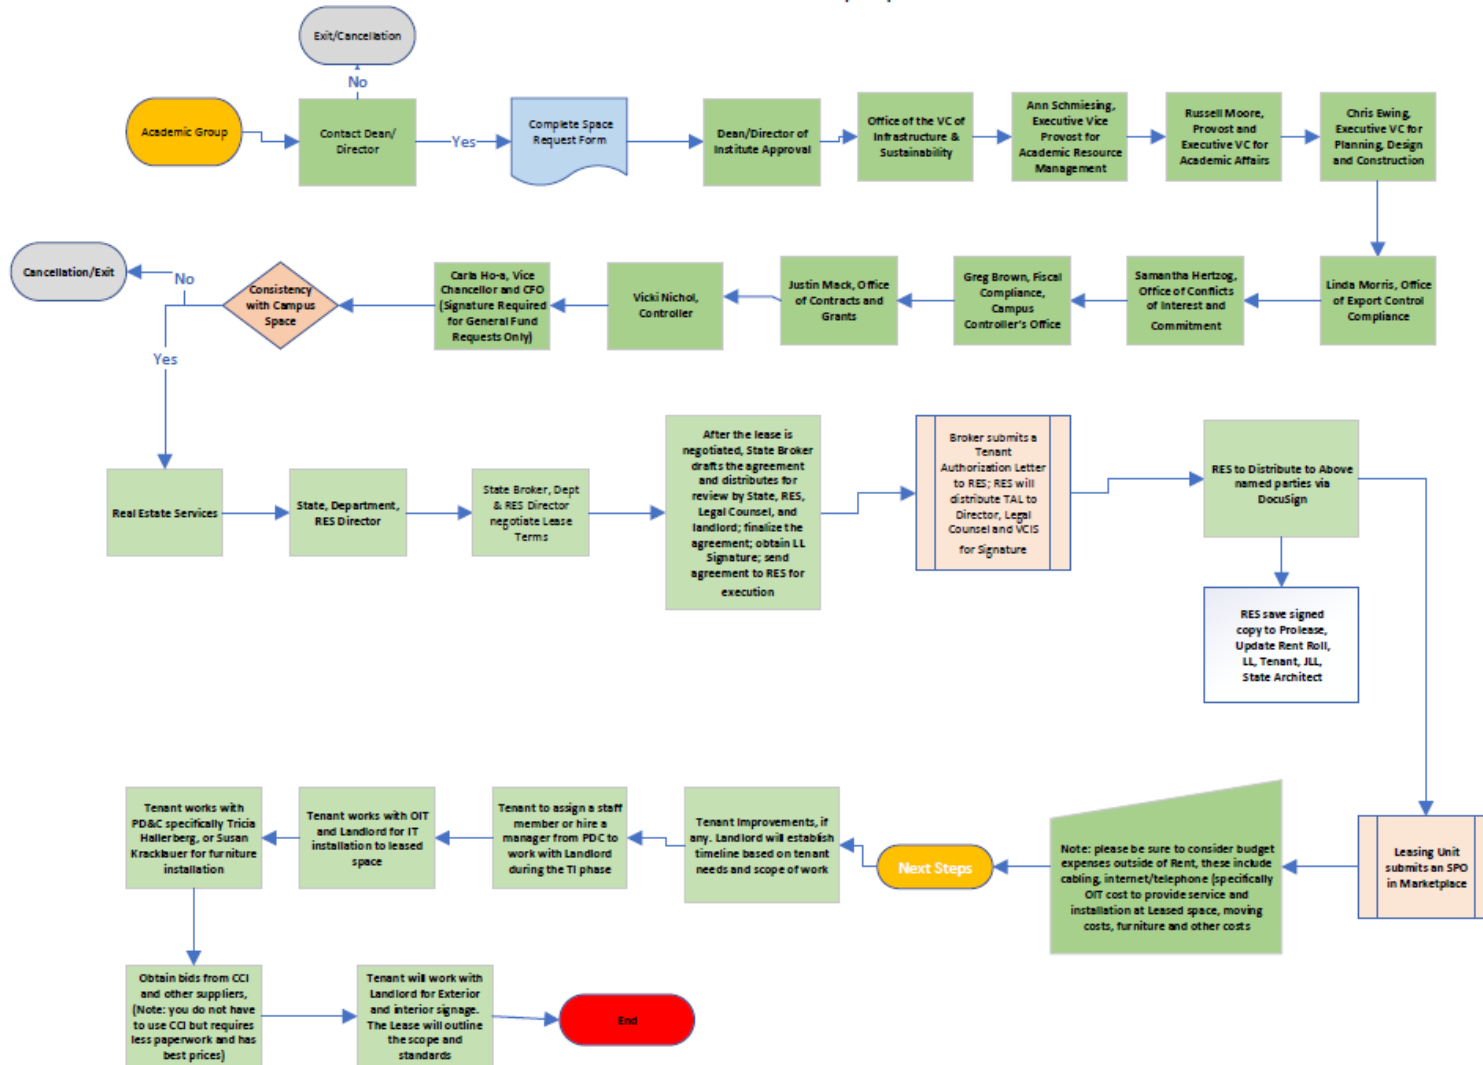 Exit/Cancellation
No
Academic Group
Contact Dean/
Director
Yes
Complete Space
Request Form
Dean/Director of
Institute Approval
Office of the VC of
Infrastructure &
Sustainability
Ann Schmiesing,
Executive Vice
Provost for
Academic Resource
Management
Russell Moore,
Provost and
Executive VC for
Academic Affairs
Chris Ewing,
Executive VC for
Planning, Design
and Construction
Cancellation/Exit
No
Consistency
with Campus
Space
Yes
Carla Ho-a, Vice
Chancellor and CFO
(Signature Required
for General Fund
Requests Only)
Vicki Nichol,
Controller
Justin Mack, Office
of Contracts and
Grants
Greg Brown, Fiscal
Compliance,
Campus
Controller's Office
Samantha Hertzog,
Office of Conflicts
of Interest and
Commitment
Linda Morris, Office
of Export Control
Compliance
Real Estate Services
State, Department,
RES Director
State Broker, Dept
& RES Director
negotiate Lease
Terms
After the lease is
negotiated, State Broker
drafts the agreement
and distributes for
review by State, RES,
Legal Counsel, and
landlord; finalize the
agreement; obtain LL
Signature; send
agreement to RES for
execution
Broker submits a
Tenant
Authorization Letter
to RES; RES will
distribute TAL to
Director, Legal
Counsel and VCIS
for Signature
RES to Distribute to Above
named parties via
DocuSign
RES save signed
copy to Prolease,
Update Rent Roll,
LL, Tenant, JLL,
State Architect
Tenant works with
PD&C specifically Tricia
Hallerberg, or Susan
Kracklauer for furniture
installation
Tenant works with OIT
and Landlord for IT
installation to leased
space
Tenant to assign a staff
member or hire a
manager from PDC to
work with Landlord
during the TI phase
Tenant Improvements, if
any. Landlord will establish
timeline based on tenant
needs and scope of work
Next Steps
Note: please be sure to consider budget
expenses outside of Rent, these include
cabling, internet/telephone (specifically
OIT cost to provide service and
installation at Leased space, moving
costs, furniture and other costs
Leasing Unit
submits an SPO
in Marketplace
Obtain bids from CCI
and other suppliers,
(Note: you do not have
to use CCI but requires
less paperwork and has
best prices)
Tenant will work with
Landlord for Exterior
and interior signage.
The Lease will outline
the scope and
standards
End